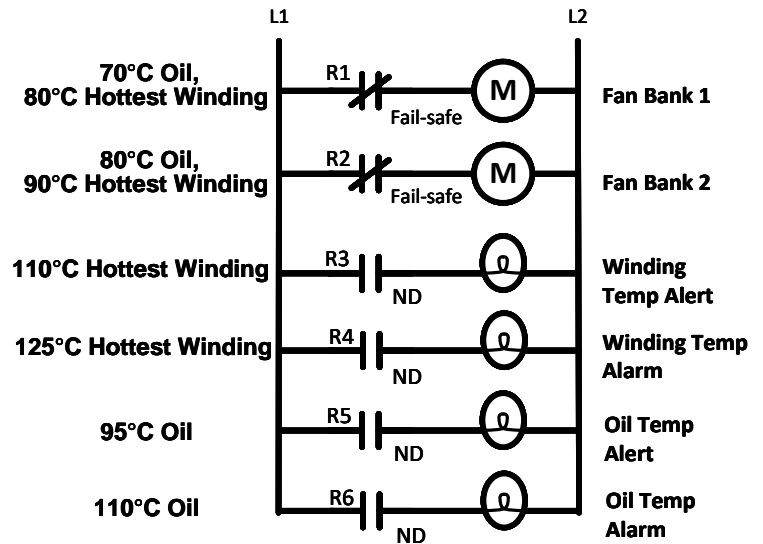 L1
L2
70°C Oil,
80°C Hottest Winding
R1
Fail-safe
M
Fan Bank 1
80°C Oil,
90°C Hottest Winding
R2
Fail-safe
M
Fan Bank 2
110°C Hottest Winding
R3
ND
Winding
Temp Alert
125°C Hottest Winding
R4
ND
Winding Temp
Alarm
95°C Oil
R5
ND
Oil Temp
Alert
110°C Oil
R6
ND
Oil Temp
Alarm